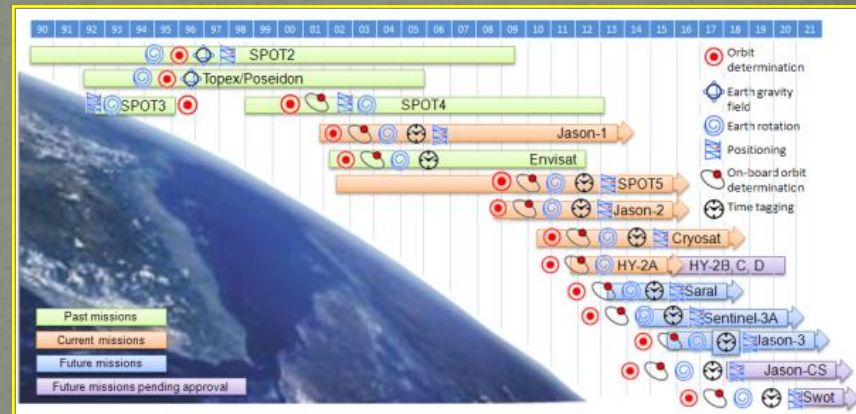 90 91 92 93 94 95 96 97 98 99 00 01 02 03 04 05 06 07 08 09 10 11 12 13 14 15 16 17 18 19 20 21
SPOT2
Topex/Poseidon
SPOT3
SPOT4
Jason-1
Envisat
SPOT5
Jason-2
Cryosat
HY-2A
HY-2B, C, D
Saral
Sentinel-3A
Jason-3
Jason-CS
Swot
Orbit
determination
Earth gravity
field
Earth rotation
Positioning
On-board orbit
determination
Time tagging
Past missions
Current missions
Future missions
Future missions pending approval